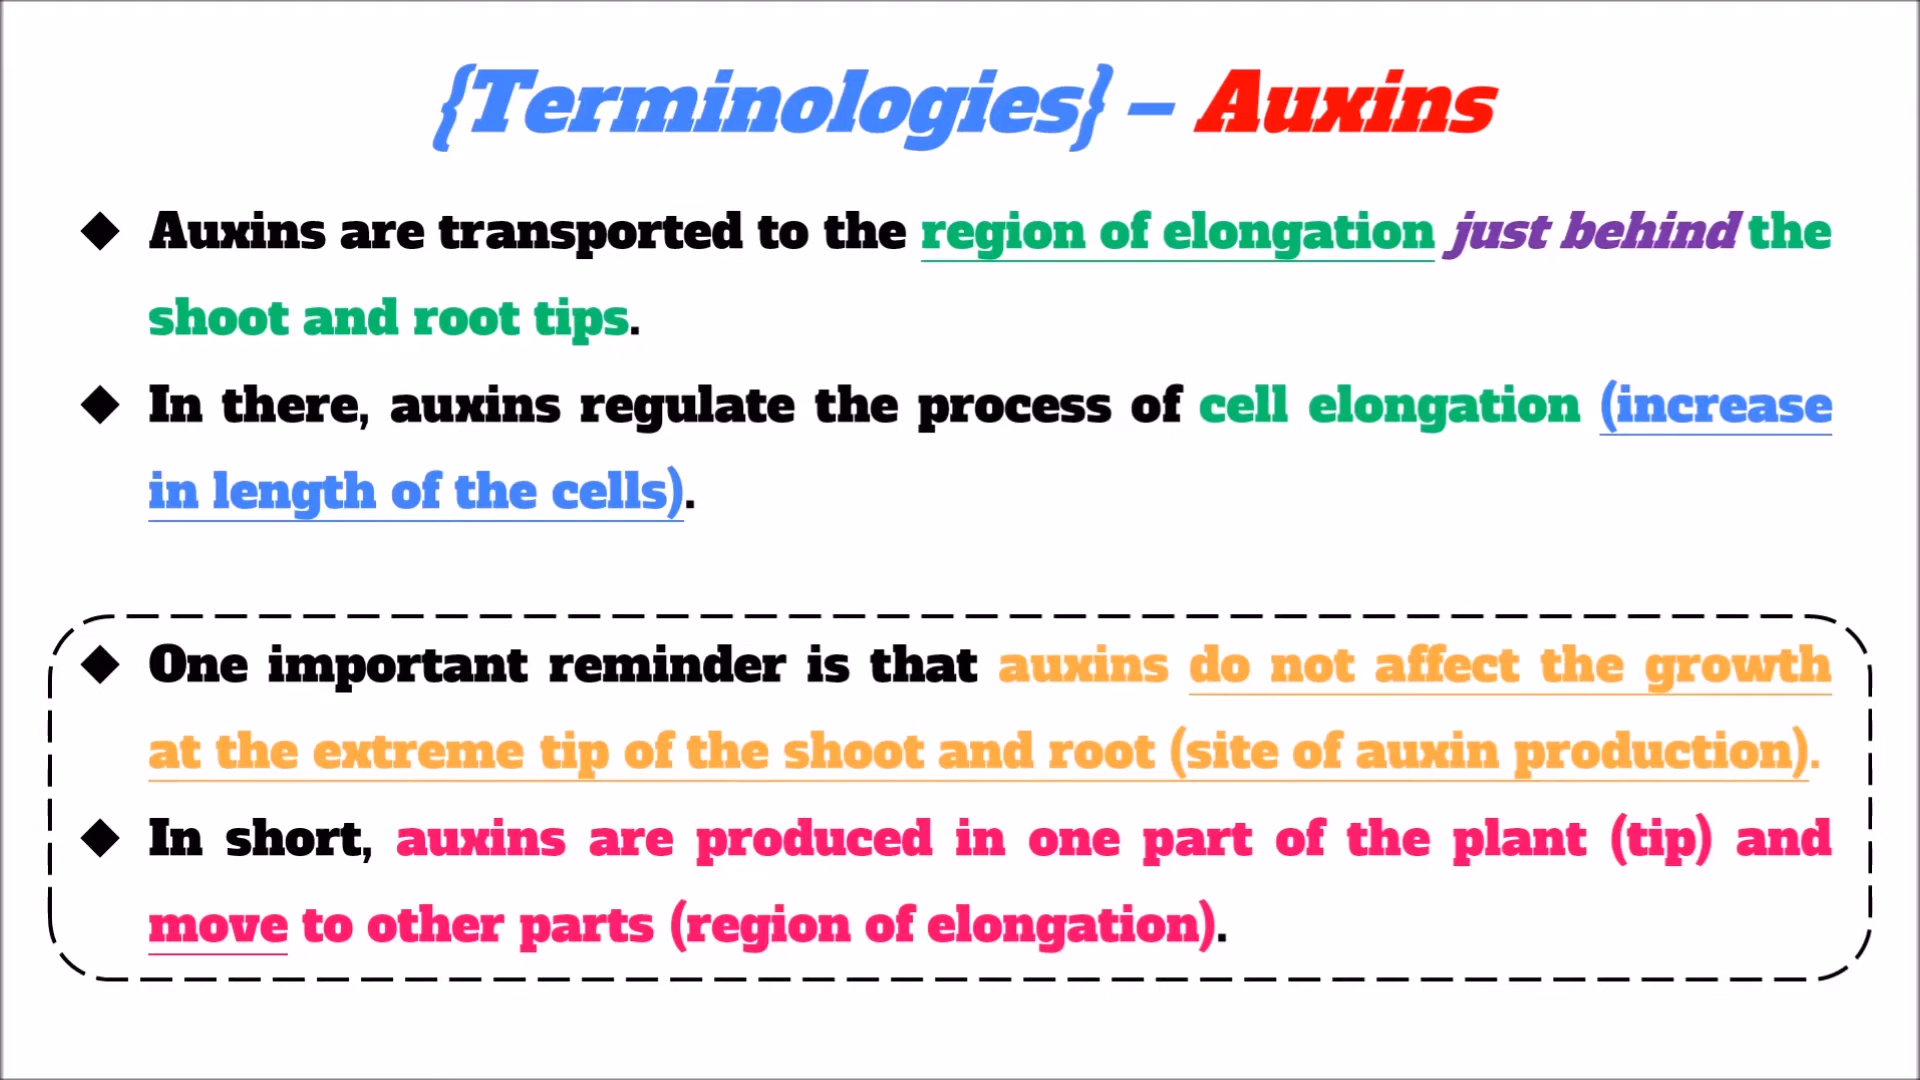 {Terminologies} – Auxins
◆ Auxins are transported to the region of elongation just behind the
shoot and root tips.
◆ In there, auxins regulate the process of cell elongation (increase
in length of the cells).
◆ One important reminder is that auxins do not affect the growth
at the extreme tip of the shoot and root (site of auxin production).
◆ In short, auxins are produced in one part of the plant (tip) and
move to other parts (region of elongation).